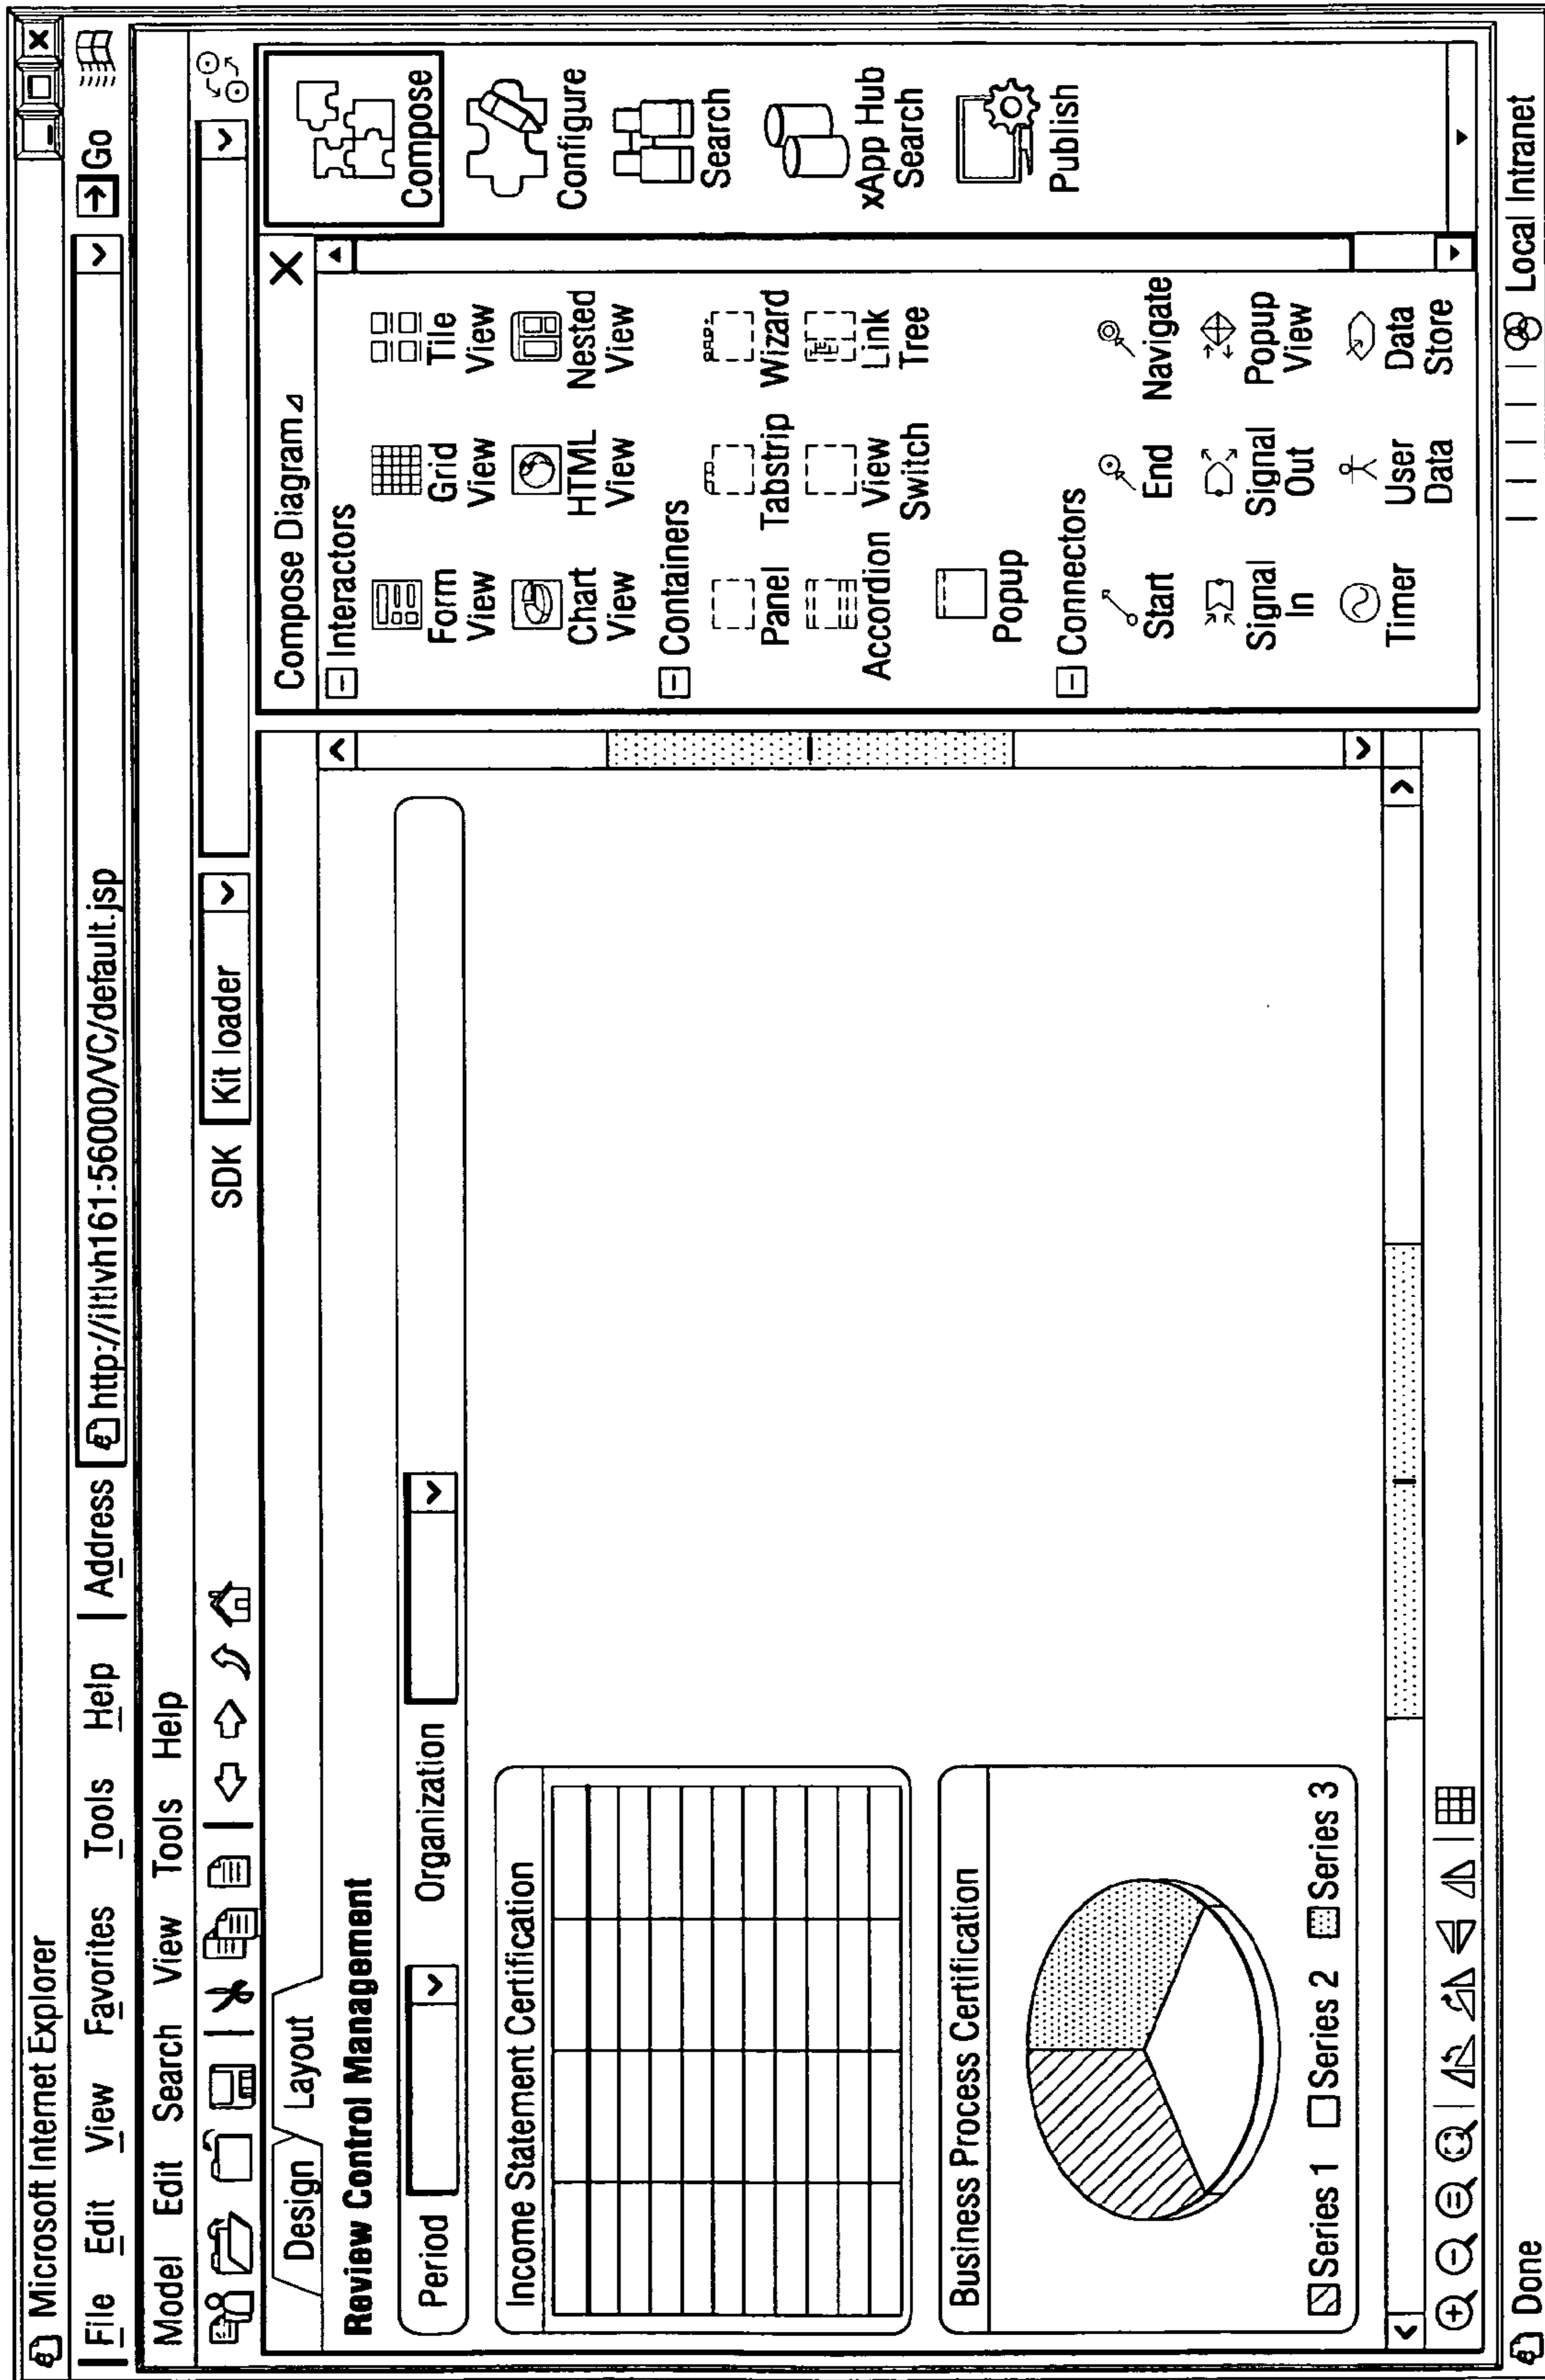 Microsoft Internet Explorer
File Edit View Favorites Tools Help Address http://iltlvh161:56000/VC/default.jsp Go
Model Edit Search View Tools Help
SDK Kit loader
Design Layout
Review Control Management
Period Organization
Income Statement Certification
Business Process Certification
Series 1 Series 2 Series 3
Compose Diagram
Interactors
Form View
Grid View
Tile View
Chart View
HTML View
Nested View
Containers
Panel
Tabstrip
Wizard
Accordion
View Switch
Link Tree
Popup
Connectors
Start
End
Navigate
Signal In
Signal Out
Popup View
Timer
User Data
Data Store
Compose
Configure
Search
xApp Hub Search
Publish
Done
Local Intranet